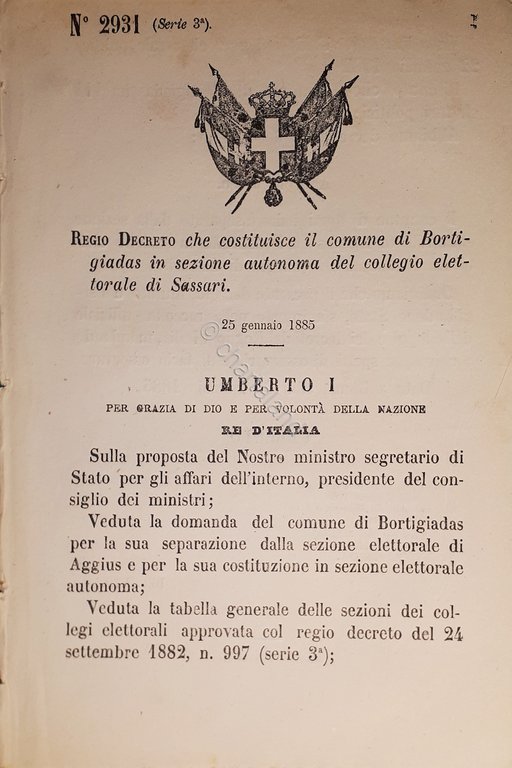 N° 2931 (Serie 3ª).
REGIO DECRETO che costituisce il comune di Borti-
giadas in sezione autonoma del collegio elet-
torale di Sassari.
25 gennaio 1885
UMBERTO I
PER GRAZIA DI DIO E PER VOLONTÀ DELLA NAZIONE
RE D'ITALIA
Sulla proposta del Nostro ministro segretario di
Stato per gli affari dell'interno, presidente del con-
siglio dei ministri;
Veduta la domanda del comune di Bortigiadas
per la sua separazione dalla sezione elettorale di
Aggius e per la sua costituzione in sezione elettorale
autonoma;
Veduta la tabella generale delle sezioni dei col-
legi elettorali approvata col regio decreto del 24
settembre 1882, n. 997 (serie 3ª);